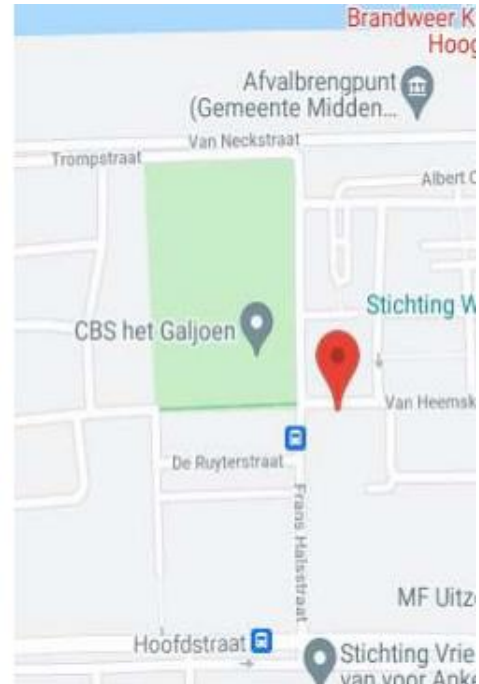 Brandweer K
Hoog
Afvalbrengpunt
(Gemeente Midden...
Van Neckstraat
Trompstraat
Albert C
CBS het Galjoen
Stichting W
Van Heemsk
De Ruyterstraat
Frans Halsstraat
MF Uitz
Hoofdstraat
Stichting Vrie
van voor Anke